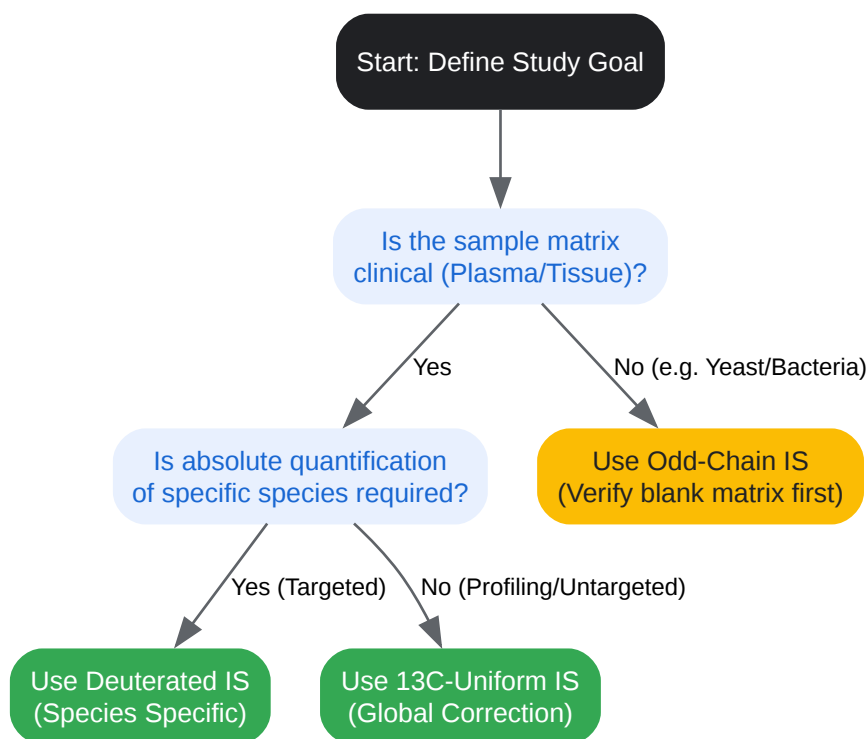 Start: Define Study Goal
Is the sample matrix
clinical (Plasma/Tissue)?
Yes
No (e.g. Yeast/Bacteria)
Is absolute quantification
of specific species required?
Use Odd-Chain IS
(Verify blank matrix first)
Yes (Targeted)
No (Profiling/Untargeted)
Use Deuterated IS
(Species Specific)
Use 13C-Uniform IS
(Global Correction)